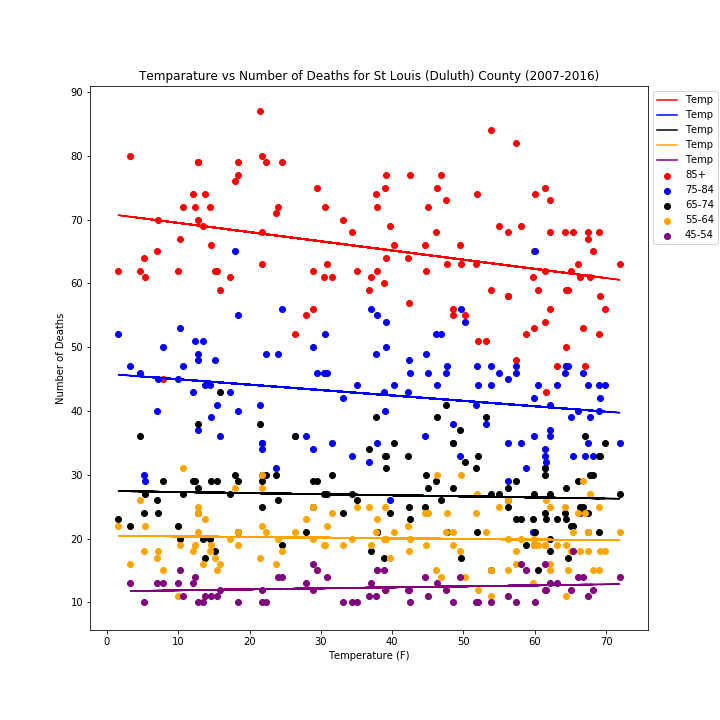 Temparature vs Number of Deaths for St Louis (Duluth) County (2007-2016)
90
80
70
60
50
40
30
20
10
Number of Deaths
0
10
20
30
40
50
60
70
Temperature (F)
Temp
Temp
Temp
Temp
Temp
85+
75-84
65-74
55-64
45-54